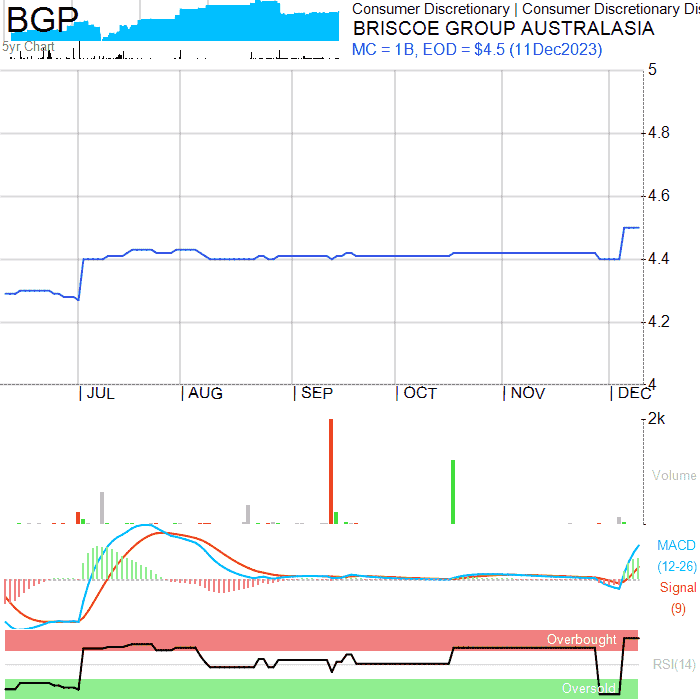 BGP
5yr Chart
Consumer Discretionary | Consumer Discretionary Dis
BRISCOE GROUP AUSTRALASIA
MC = 1B, EOD = $4.5 (11Dec2023)
5
4.8
4.6
4.4
4.2
4
| JUL | AUG | SEP | OCT | NOV | DEC
2k
Volume
MACD
(12-26)
Signal
(9)
Overbought
RSI(14)
Oversold